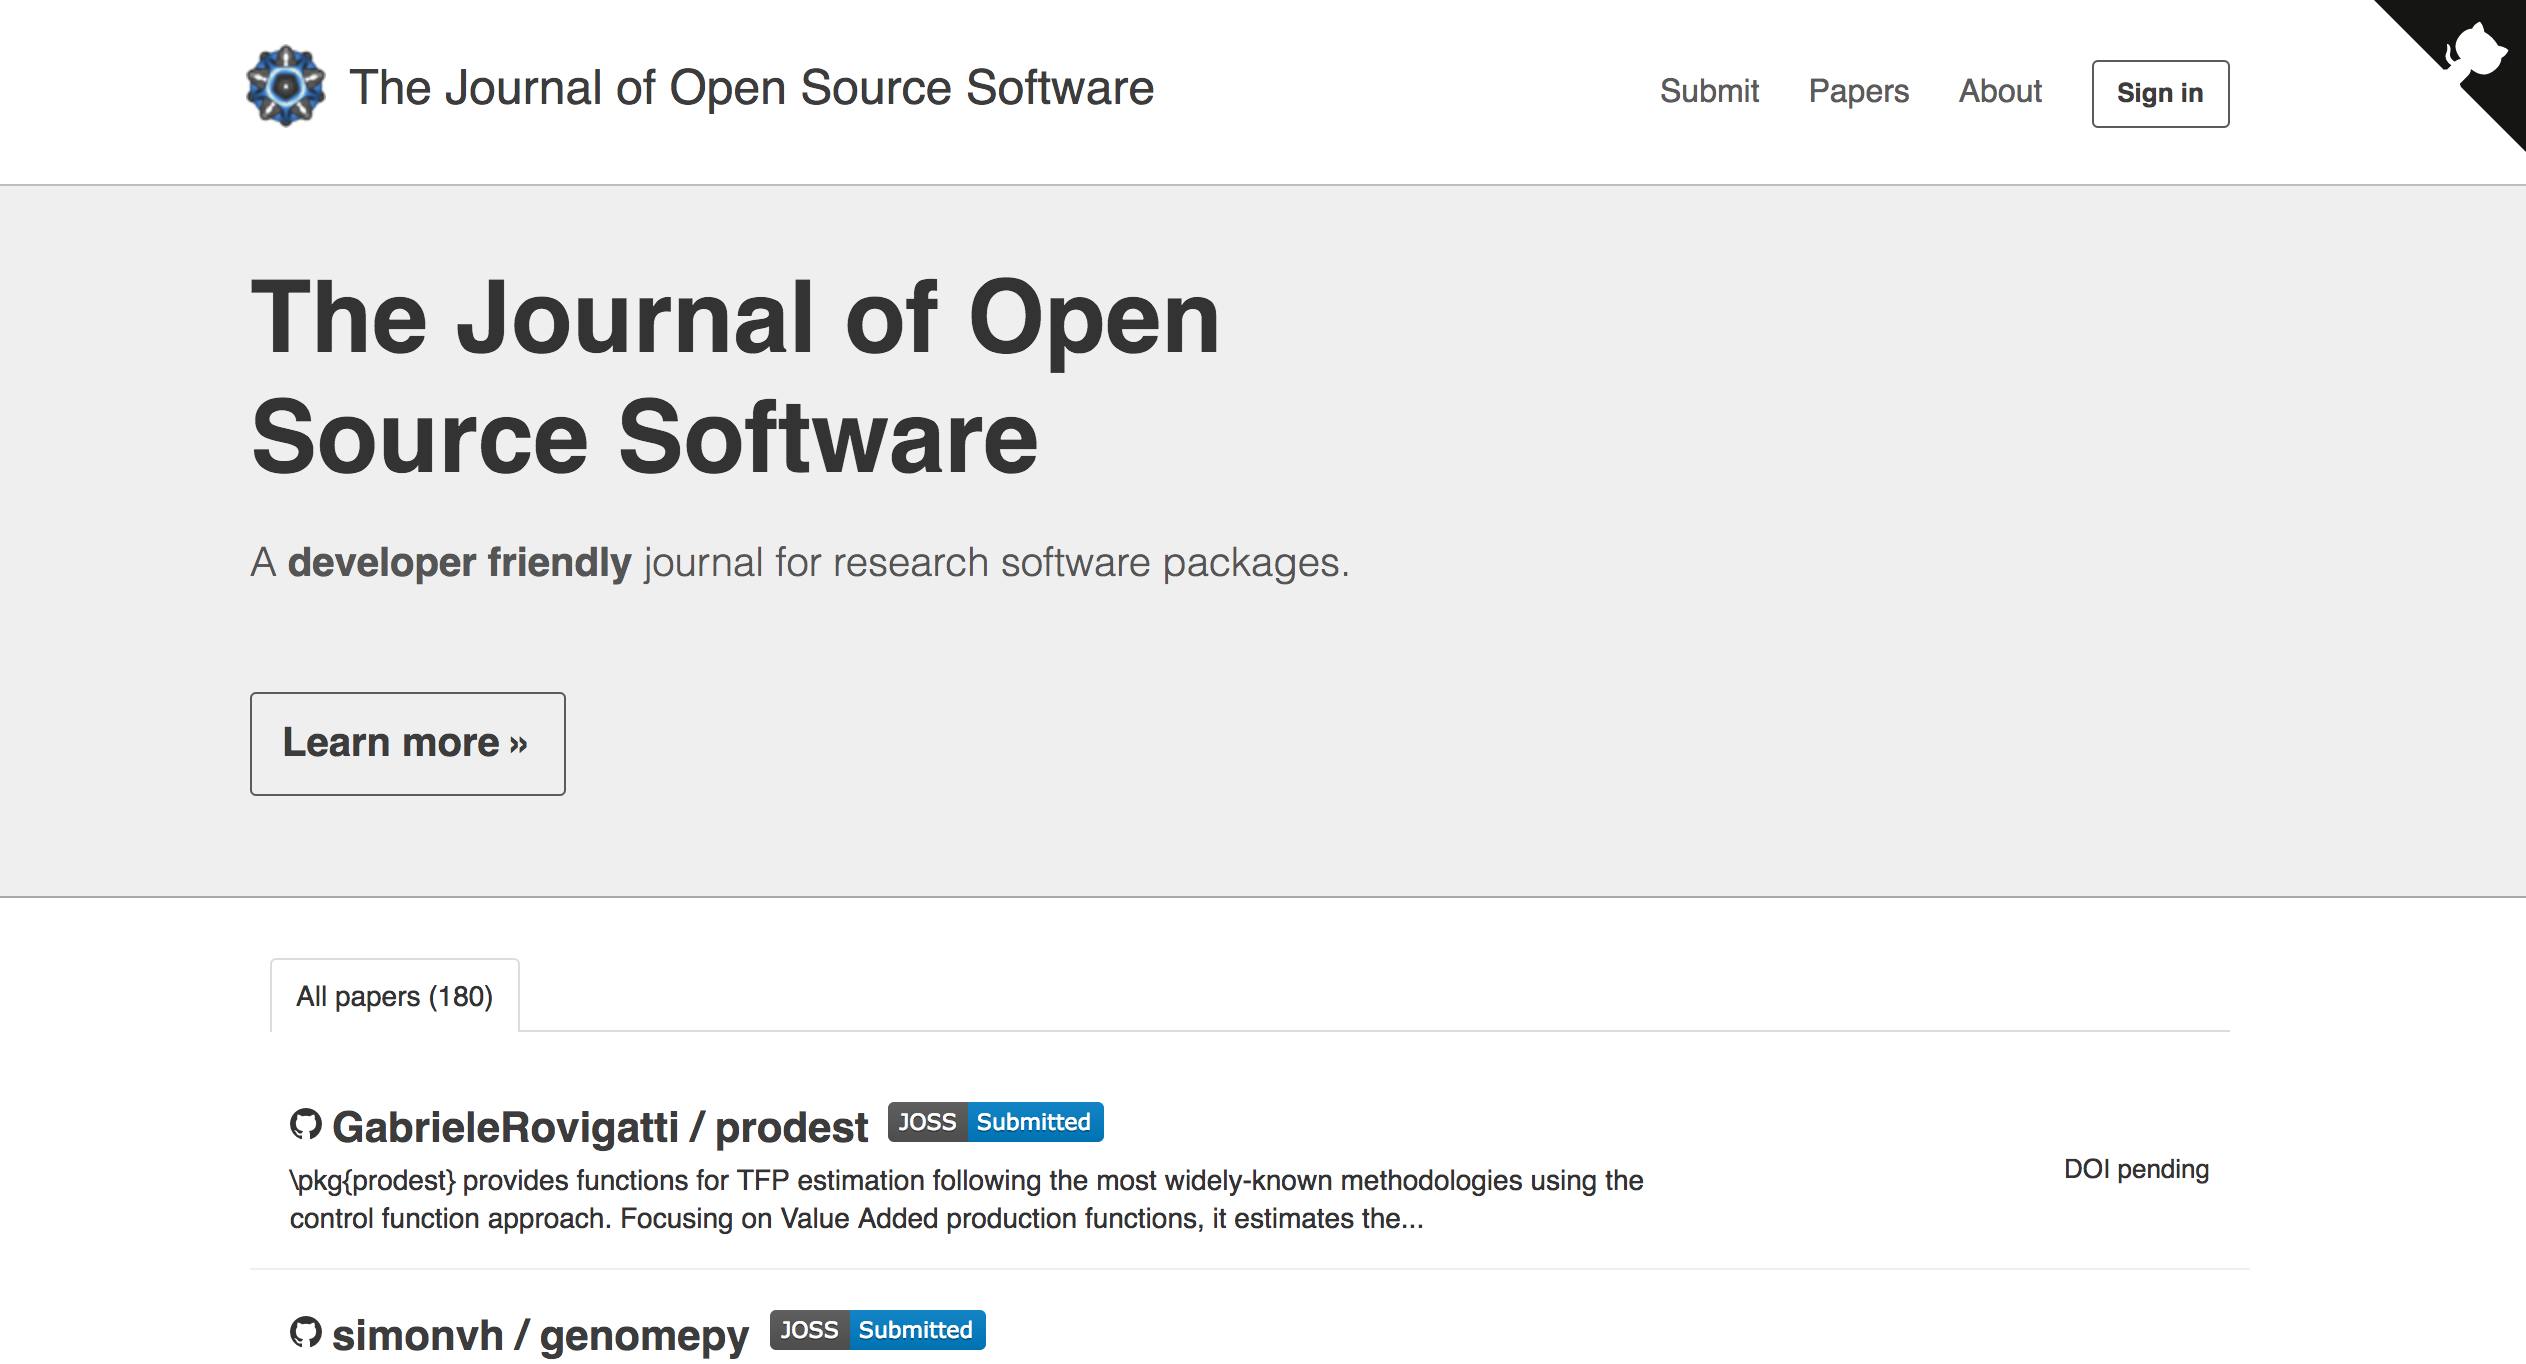 The Journal of Open Source Software
Submit Papers About Sign in
The Journal of Open
Source Software
A developer friendly journal for research software packages.
Learn more »
All papers (180)
GabrieleRovigatti / prodest JOSS Submitted
\pkg{prodest} provides functions for TFP estimation following the most widely-known methodologies using the
control function approach. Focusing on Value Added production functions, it estimates the...
DOI pending
simonvh / genomepy JOSS Submitted